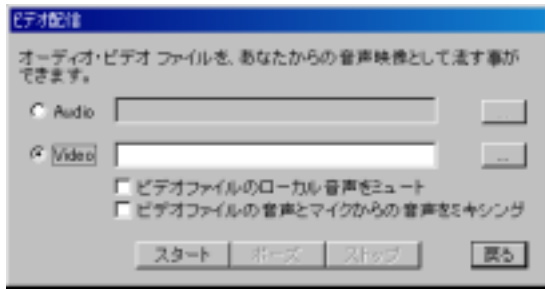 ビデオ配信
オーディオ・ビデオ ファイルを、あなたからの音声映像として流す事が
できます。
Audio ...
Video ...
ビデオファイルのローカル音声をミュート
ビデオファイルの音声とマイクからの音声をミキシング
スタート ポーズ ストップ 戻る